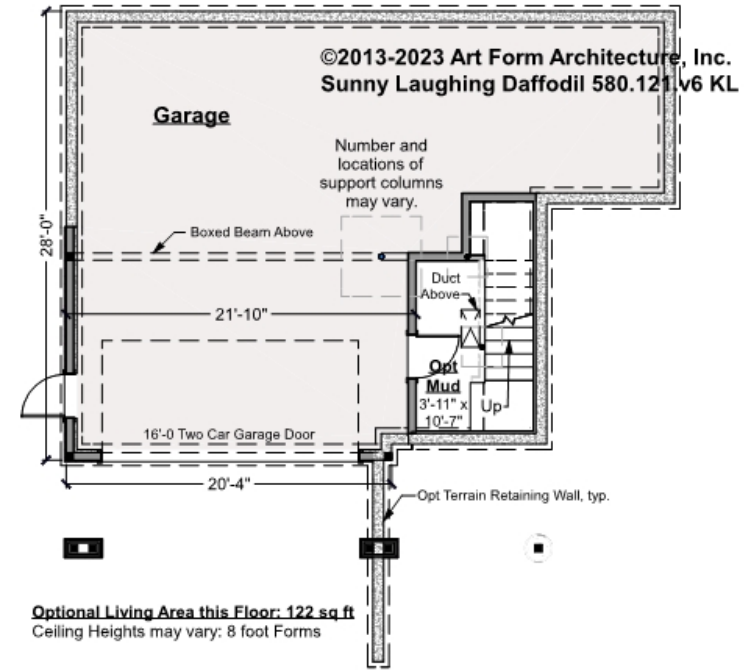 ©2013-2023 Art Form Architecture, Inc.
Sunny Laughing Daffodil 580.121.v6 KL
Garage
Number and
locations of
support columns
may vary.
28'-0"
Boxed Beam Above
Duct
Above
21'-10"
Opt
Mud
3'-11" x
10'-7"
Up
16'-0 Two Car Garage Door
20'-4"
Opt Terrain Retaining Wall, typ.
Optional Living Area this Floor: 122 sq ft
Ceiling Heights may vary: 8 foot Forms